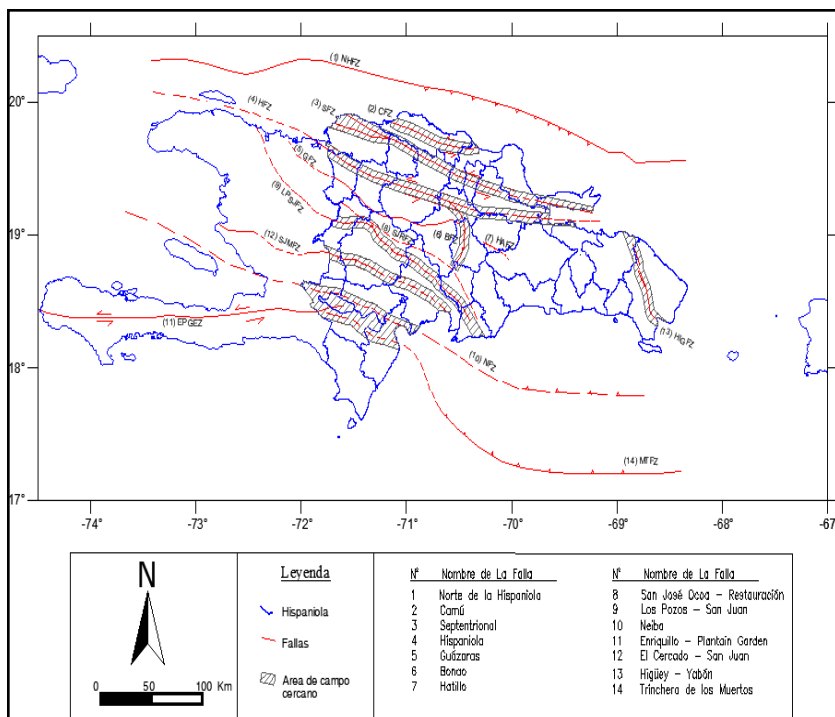 (1) NHFZ
20°
(4) HFZ
(3) SFZ
(2) CFZ
(5) GFZ
(9) LPSJFZ
19°
(12) SJMFZ
(8) SJRFZ
(6) BFZ
(7) HAFZ
(11) EPGFZ
(13) HIGFZ
18°
(10) NFZ
(14) MTFZ
17°
-74° -73° -72° -71° -70° -69° -68° -67
N
0 50 100 Km
Leyenda
Hispaniola
Fallas
Area de campo
cercano
Nº Nombre de La Falla
1 Norte de la Hispaniola
2 Camú
3 Septentrional
4 Hispaniola
5 Guázaras
6 Bonao
7 Hatillo
Nº Nombre de La Falla
8 San José Ocoa – Restauración
9 Los Pozos – San Juan
10 Neiba
11 Enriquillo – Plantain Garden
12 El Cercado – San Juan
13 Higüey – Yabón
14 Trinchera de los Muertos